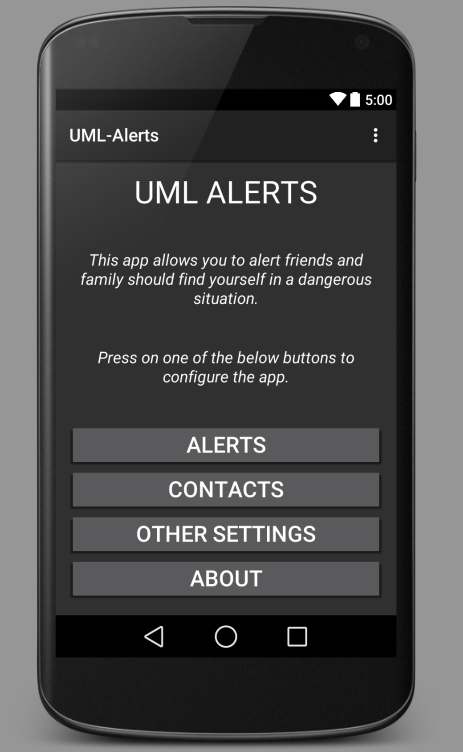 5:00
UML-Alerts
UML ALERTS
This app allows you to alert friends and
family should find yourself in a dangerous
situation.
Press on one of the below buttons to
configure the app.
ALERTS
CONTACTS
OTHER SETTINGS
ABOUT